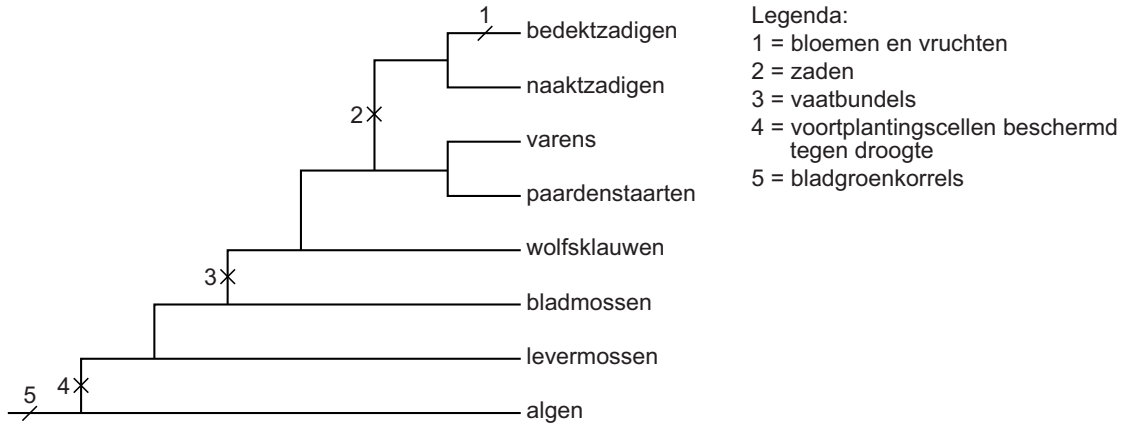 1
bedektzadigen
naaktzadigen
2
varens
paardenstaarten
wolfsklauwen
3
bladmossen
levermossen
4
5
algen
Legenda:
1 = bloemen en vruchten
2 = zaden
3 = vaatbundels
4 = voortplantingscellen beschermd
tegen droogte
5 = bladgroenkorrels